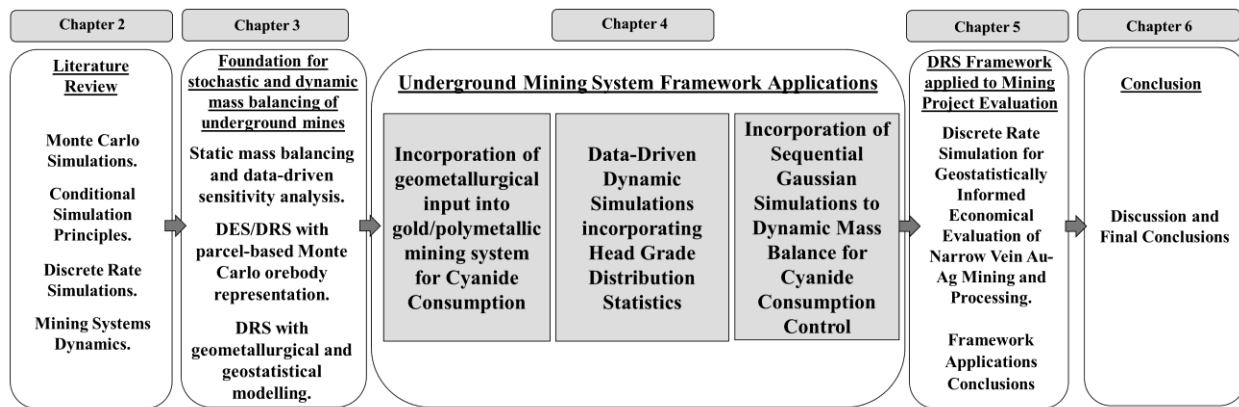 Chapter 2
Literature
Review
Monte Carlo
Simulations.
Conditional
Simulation
Principles.
Discrete Rate
Simulations.
Mining Systems
Dynamics.
Chapter 3
Foundation for
stochastic and dynamic
mass balancing of
underground mines
Static mass balancing
and data-driven
sensitivity analysis.
DES/DRS with
parcel-based Monte
Carlo orebody
representation.
DRS with
geometallurgical and
geostatistical
modelling.
Chapter 4
Underground Mining System Framework Applications
Incorporation of
geometallurgical
input into
gold/polymetallic
mining system
for Cyanide
Consumption
Data-Driven
Dynamic
Simulations
incorporating
Head Grade
Distribution
Statistics
Incorporation of
Sequential
Gaussian
Simulations to
Dynamic Mass
Balance for
Cyanide
Consumption
Control
Chapter 5
DRS Framework
applied to Mining
Project Evaluation
Discrete Rate
Simulation for
Geostatistically
Informed
Economical
Evaluation of
Narrow Vein Au-
Ag Mining and
Processing.
Framework
Applications
Conclusions
Chapter 6
Conclusion
Discussion and
Final Conclusions